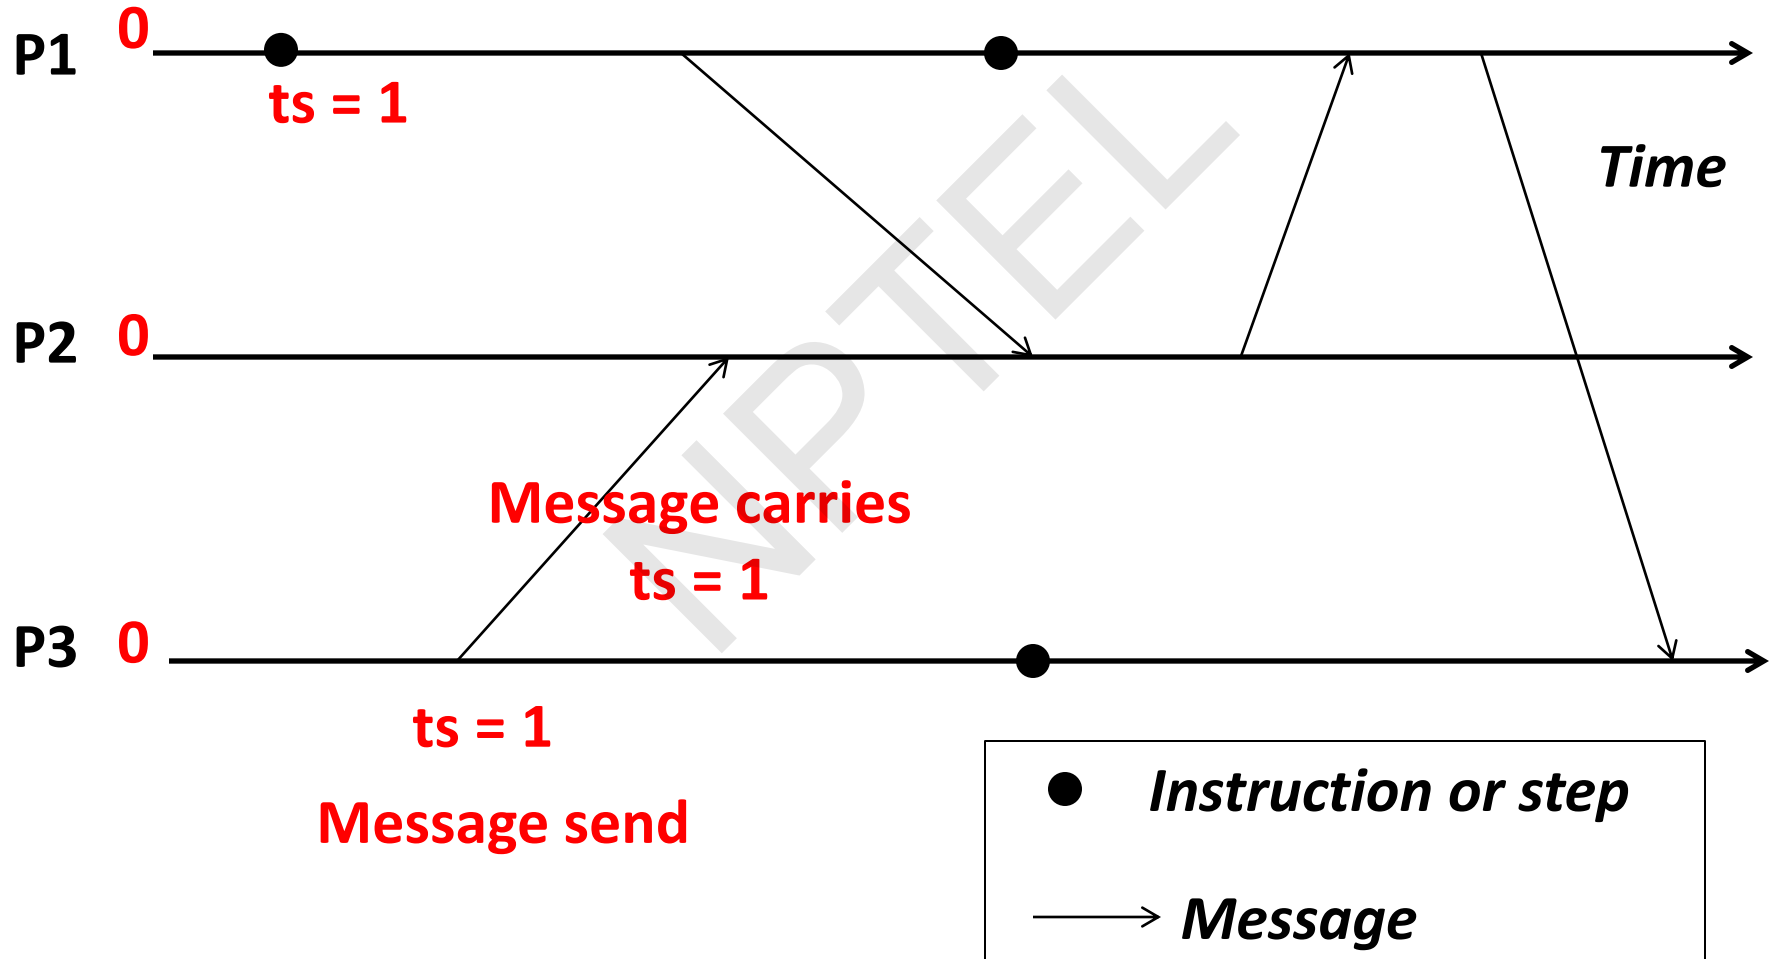 P1 0
ts = 1
Time
P2 0
Message carries
ts = 1
P3 0
ts = 1
Message send
Instruction or step
Message
NPTEL